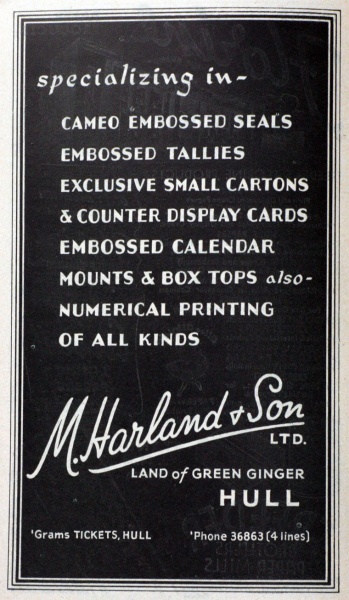 specializing in-
CAMEO EMBOSSED SEALS
EMBOSSED TALLIES
EXCLUSIVE SMALL CARTONS
& COUNTER DISPLAY CARDS
EMBOSSED CALENDAR
MOUNTS & BOX TOPS also-
NUMERICAL PRINTING
OF ALL KINDS
M. Harland & Son
LTD.
LAND of GREEN GINGER
HULL
'Grams TICKETS, HULL 'Phone 36863 (4 lines)